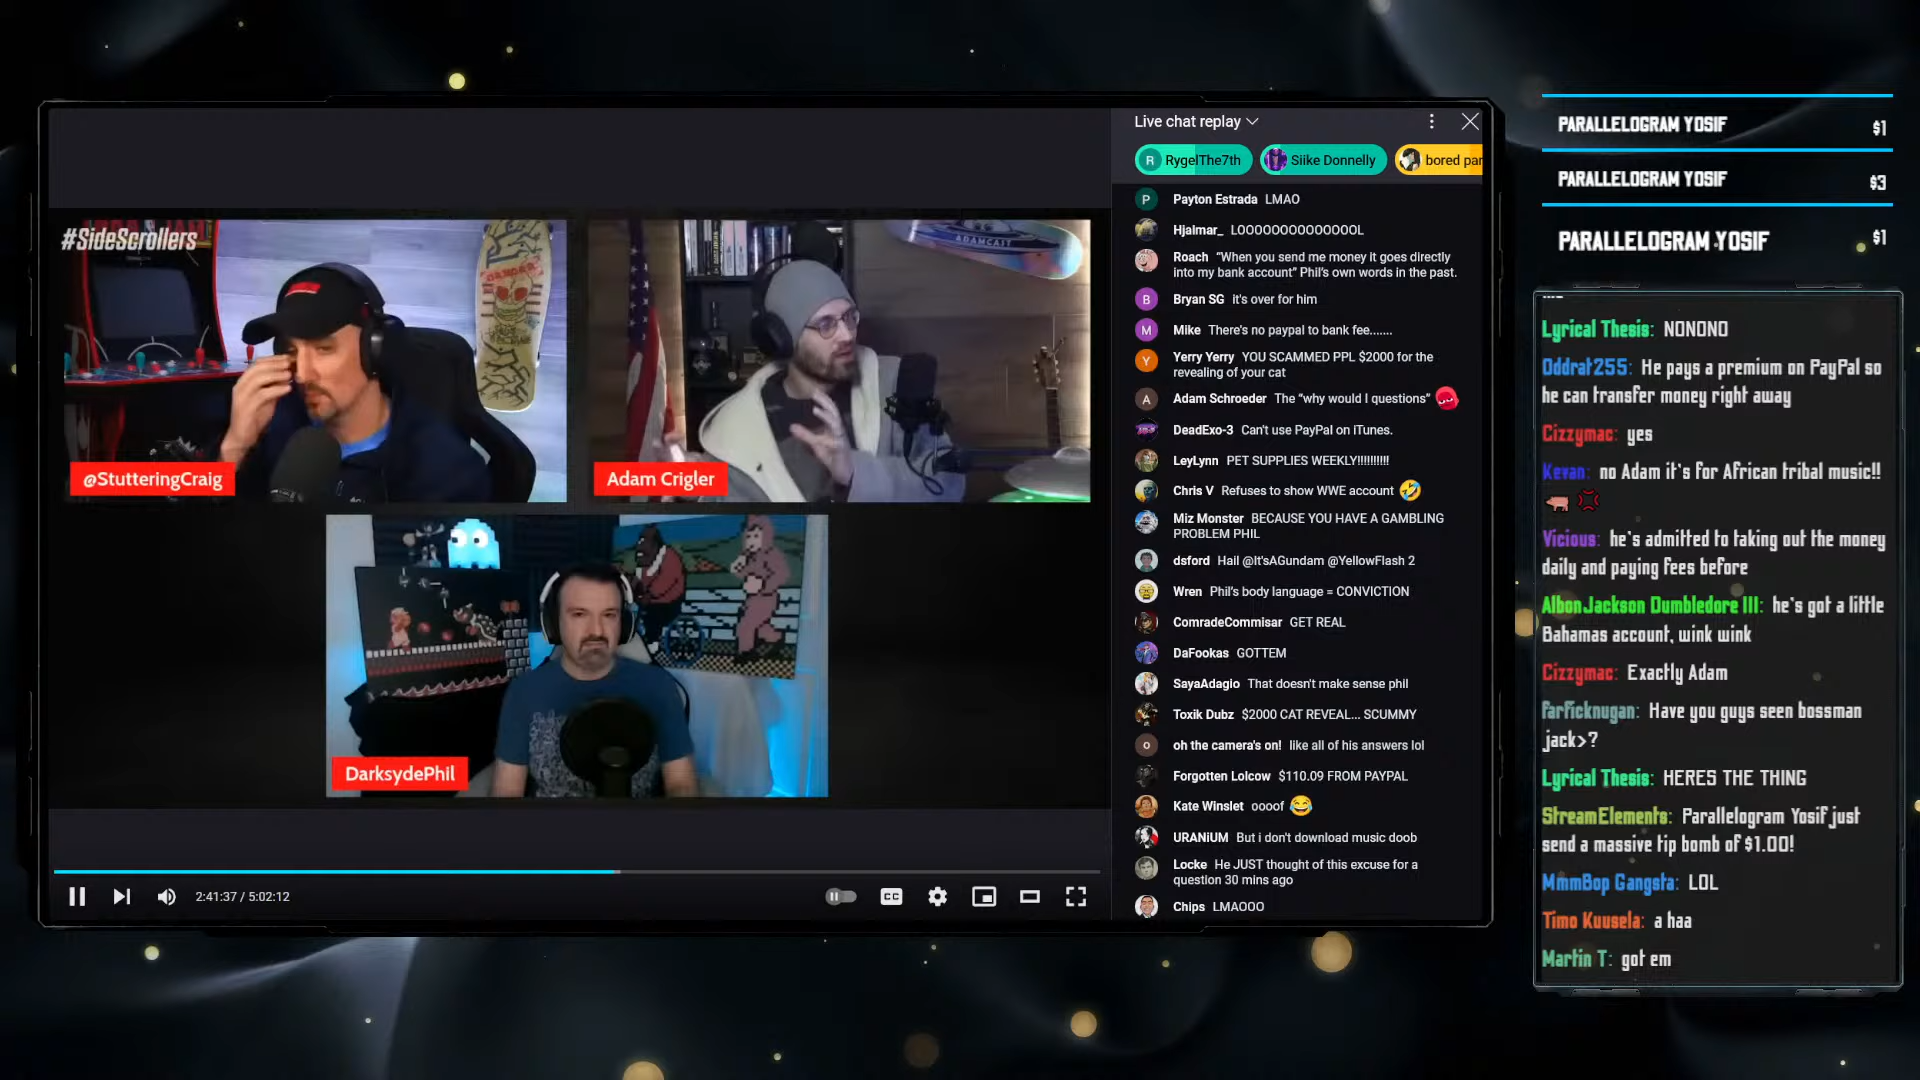 #SideScrollers
ADAMCAST
@StutteringCraig
Adam Crigler
DarksydePhil
2:41:37 / 5:02:12
CC
Live chat replay
R RygelThe7th
Siike Donnelly
bored par
P Payton Estrada LMAO
Hjalmar_ LOOOOOOOOOOOOOOL
Roach “When you send me money it goes directly
into my bank account” Phil's own words in the past.
B Bryan SG it's over for him
M Mike There's no paypal to bank fee.......
Y Yerry Yerry YOU SCAMMED PPL $2000 for the
revealing of your cat
A Adam Schroeder The “why would I questions”
DeadExo-3 Can't use PayPal on iTunes.
LeyLynn PET SUPPLIES WEEKLY!!!!!!!!!!
Chris V Refuses to show WWE account 🤣
Miz Monster BECAUSE YOU HAVE A GAMBLING
PROBLEM PHIL
dsford Hail @It'sAGundam @YellowFlash 2
Wren Phil's body language = CONVICTION
ComradeCommisar GET REAL
DaFookas GOTTEM
SayaAdagio That doesn't make sense phil
Toxik Dubz $2000 CAT REVEAL... SCUMMY
o oh the camera's on! like all of his answers lol
Forgotten Lolcow $110.09 FROM PAYPAL
Kate Winslet oooof 😂
URANiUM But i don't download music doob
Locke He JUST thought of this excuse for a
question 30 mins ago
Chips LMAOOO
PARALLELOGRAM YOSIF $1
PARALLELOGRAM YOSIF $3
PARALLELOGRAM YOSIF $1
Lyrical Thesis: NONONO
Oddrat255: He pays a premium on PayPal so
he can transfer money right away
Cizzymac: yes
Kevan: no Adam it's for African tribal music!!
🐖 💢
Vicious: he's admitted to taking out the money
daily and paying fees before
AlbonJackson Dumbledore III: he's got a little
Bahamas account, wink wink
Cizzymac: Exactly Adam
farficknugan: Have you guys seen bossman
jack>?
Lyrical Thesis: HERES THE THING
StreamElements: Parallelogram Yosif just
send a massive tip bomb of $1.00!
MmmBop Gangsta: LOL
Timo Kuusela: a haa
Martin T: got em